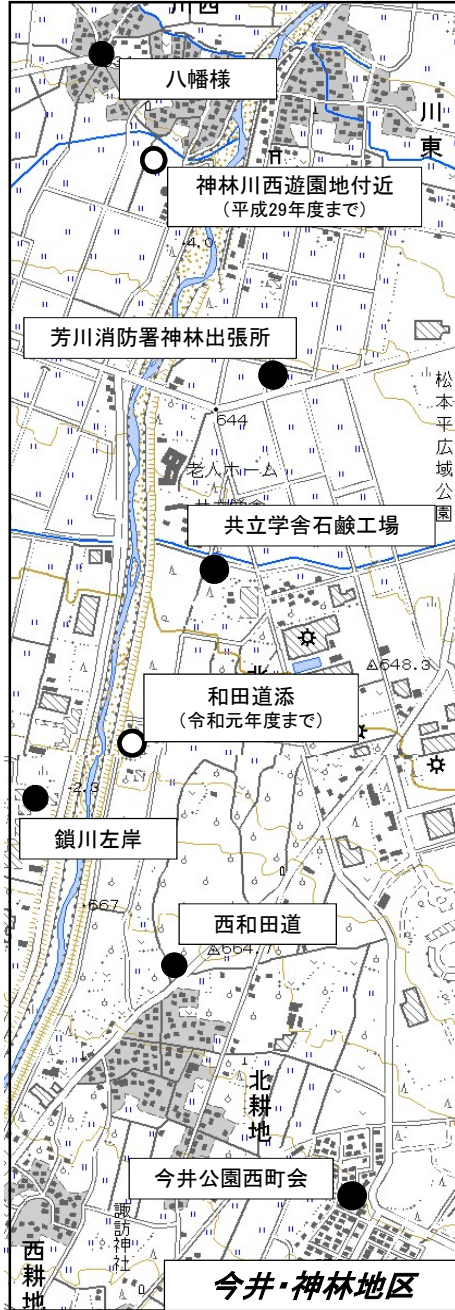 川西
八幡様
川東
神林川西遊園地付近
(平成29年度まで)
4.0
芳川消防署神林出張所
松本平広域公園
644
老人ホーム
共立学舎石鹸工場
648.3
北
和田道添
(令和元年度まで)
2.3
鎖川左岸
667
西和田道
664
北耕地
今井公園西町会
諏訪神社
西耕地
今井・神林地区